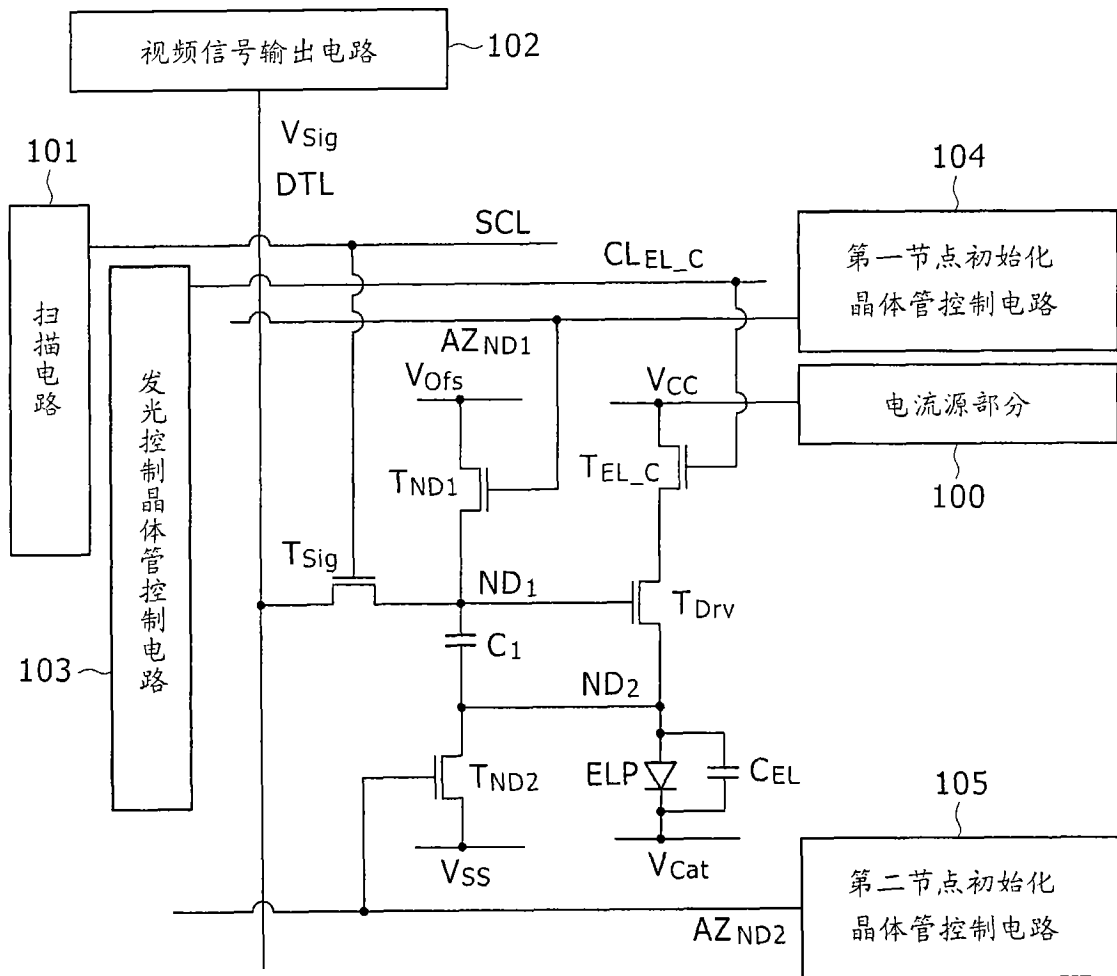 视频信号输出电路
102
VSig
DTL
101
104
SCL
CLEL_C
第一节点初始化
晶体管控制电路
扫描电路
AZND1
发光控制晶体管控制电路
VOfs
VCC
电流源部分
TND1
TEL_C
100
TSig
ND1
TDrv
C1
103
ND2
TND2
ELP
CEL
105
VSS
VCat
第二节点初始化
晶体管控制电路
AZND2